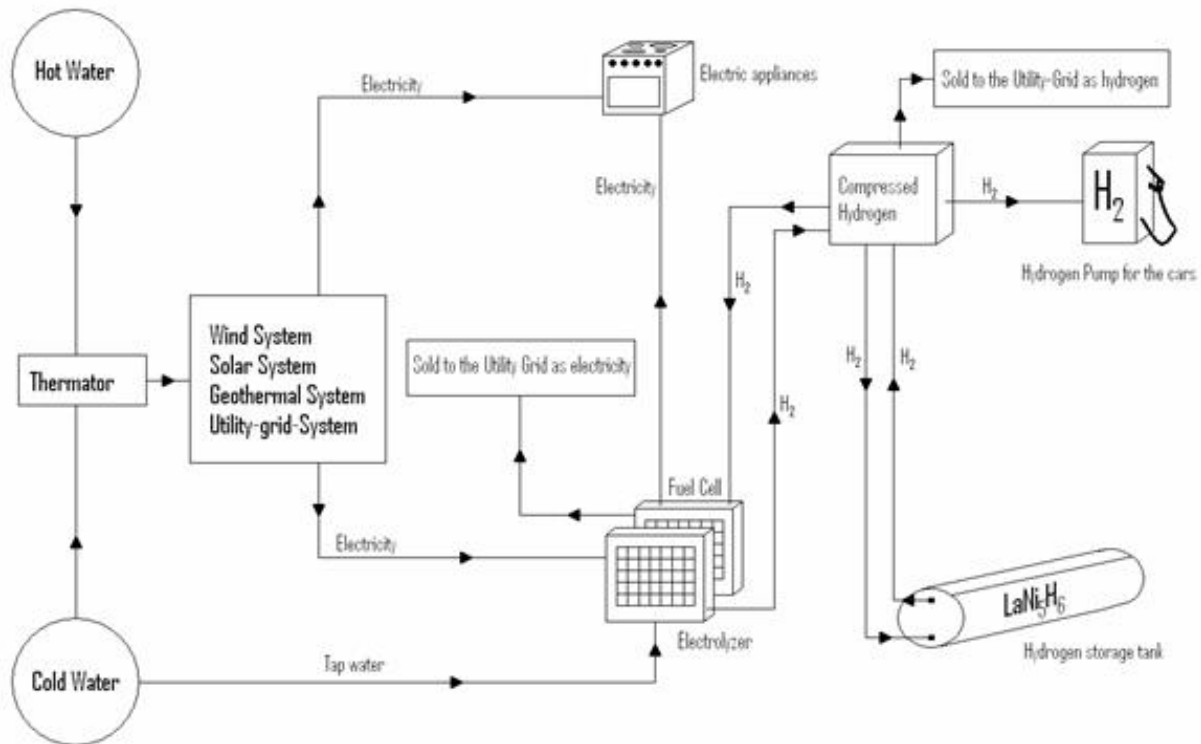 Hot Water
Electricity
Electric appliances
Sold to the Utility-Grid as hydrogen
Electricity
Compressed
Hydrogen
H₂
H₂
Hydrogen Pump for the cars
H₂
Wind System
Solar System
Geothermal System
Utility-grid-System
Thermator
Sold to the Utility Grid as electricity
H₂
H₂
H₂
Fuel Cell
Electricity
LaNi₅H₆
Electrolyzer
Hydrogen storage tank
Tap water
Cold Water